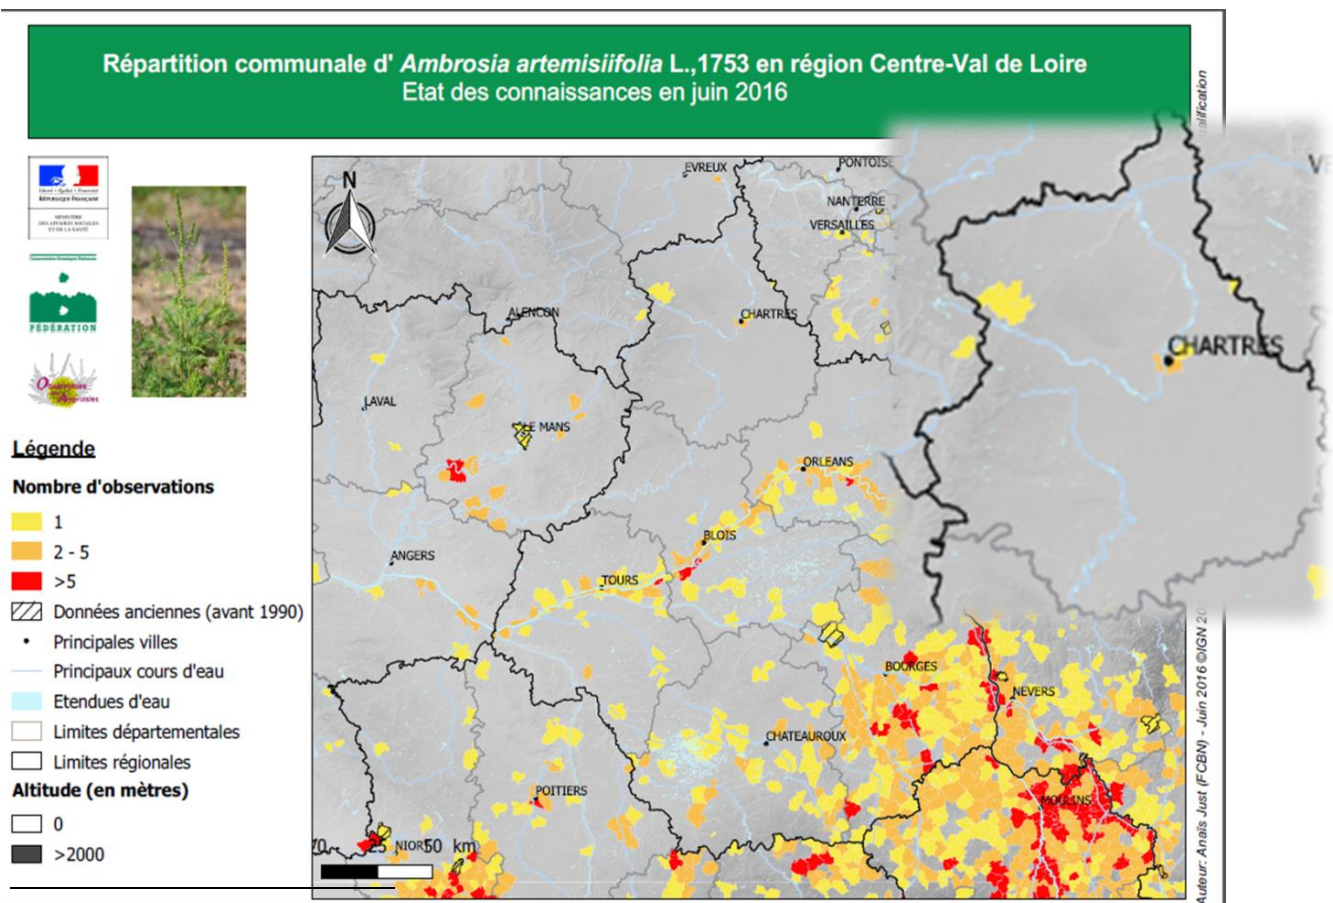 Répartition communale d' Ambrosia artemisiifolia L.,1753 en région Centre-Val de Loire
Etat des connaissances en juin 2016
RÉPUBLIQUE FRANÇAISE
FÉDÉRATION
Légende
Nombre d'observations
1
2 - 5
>5
Données anciennes (avant 1990)
Principales villes
Principaux cours d'eau
Etendues d'eau
Limites départementales
Limites régionales
Altitude (en mètres)
0
>2000
N
EVREUX
PONTOISE
NANTERRE
VERSAILLES
ALENCON
CHARTRES
LAVAL
LE MANS
ORLEANS
ANGERS
BLOIS
TOURS
BOURGES
NEVERS
CHATEAUROUX
POITIERS
MOULINS
NIORT
25 50 km
CHARTRES
VE
Auteur: Anaïs Just (FCBN) - Juin 2016 ©IGN 20
alification